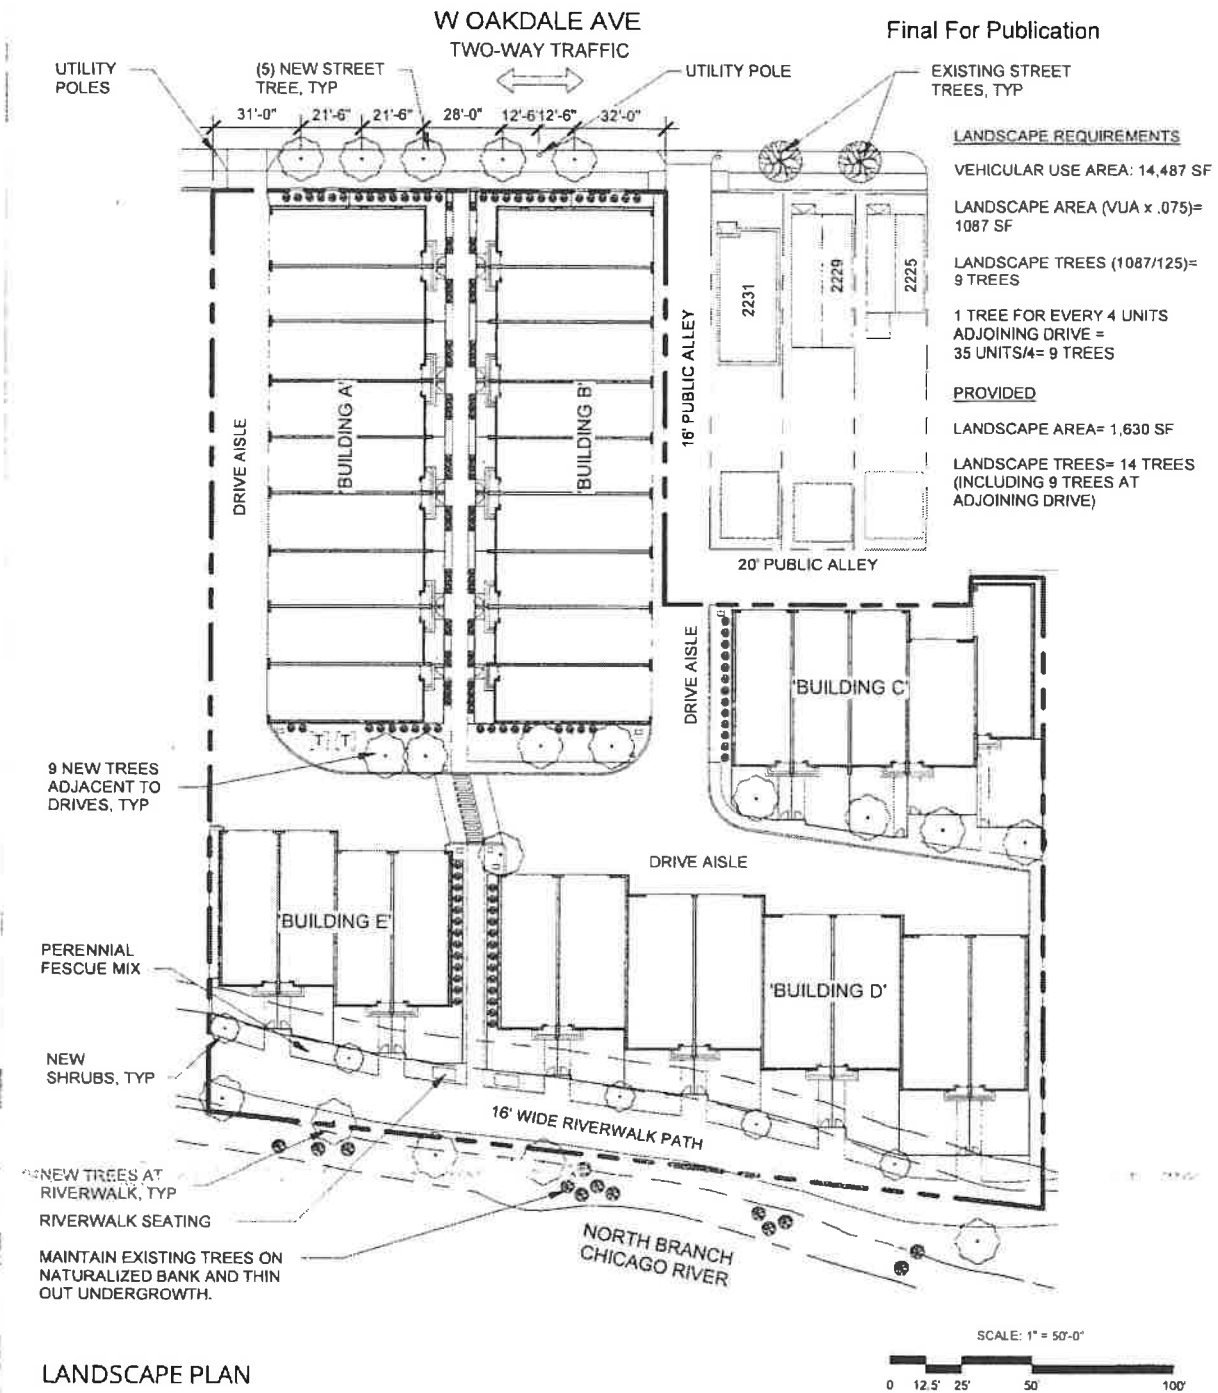 W OAKDALE AVE
TWO-WAY TRAFFIC
Final For Publication
UTILITY
POLES
(5) NEW STREET
TREE, TYP
UTILITY POLE
EXISTING STREET
TREES, TYP
31'-0"
21'-6"
21'-6"
28'-0"
12'-6"
12'-6"
32'-0"
LANDSCAPE REQUIREMENTS
VEHICULAR USE AREA: 14,487 SF
LANDSCAPE AREA (VUA x .075)=
1087 SF
LANDSCAPE TREES (1087/125)=
9 TREES
1 TREE FOR EVERY 4 UNITS
ADJOINING DRIVE =
35 UNITS/4= 9 TREES
PROVIDED
LANDSCAPE AREA= 1,630 SF
LANDSCAPE TREES= 14 TREES
(INCLUDING 9 TREES AT
ADJOINING DRIVE)
2231
2229
2225
DRIVE AISLE
'BUILDING A'
'BUILDING B'
16' PUBLIC ALLEY
20' PUBLIC ALLEY
DRIVE AISLE
'BUILDING C'
T T
9 NEW TREES
ADJACENT TO
DRIVES, TYP
DRIVE AISLE
'BUILDING E'
'BUILDING D'
PERENNIAL
FESCUE MIX
NEW
SHRUBS, TYP
16' WIDE RIVERWALK PATH
NEW TREES AT
RIVERWALK, TYP
RIVERWALK SEATING
MAINTAIN EXISTING TREES ON
NATURALIZED BANK AND THIN
OUT UNDERGROWTH.
NORTH BRANCH
CHICAGO RIVER
LANDSCAPE PLAN
SCALE: 1" = 50'-0"
0 12.5' 25' 50' 100'